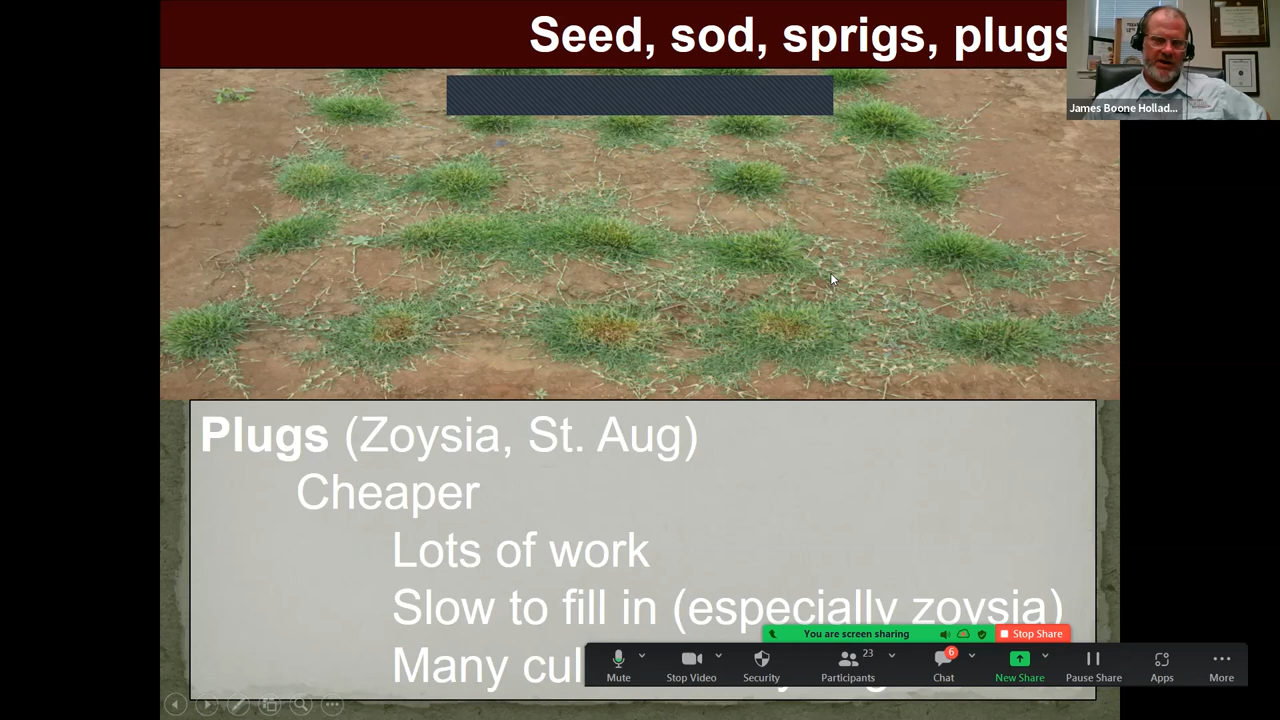 Seed, sod, sprigs, plugs
James Boone Hollad...
Plugs (Zoysia, St. Aug)
Cheaper
Lots of work
Slow to fill in (especially zoysia)
Many cul
You are screen sharing
Stop Share
23
6
Mute
Stop Video
Security
Participants
Chat
New Share
Pause Share
Apps
More